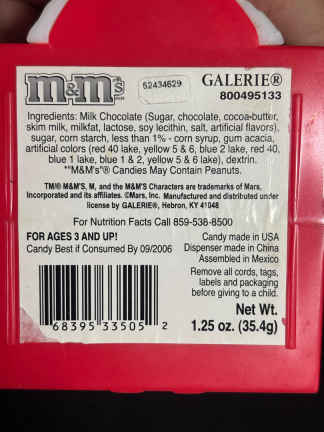 m&m's
52434629
GALERIE®
800495133
Ingredients: Milk Chocolate (Sugar, chocolate, cocoa-butter,
skim milk, milkfat, lactose, soy lecithin, salt, artificial flavors),
sugar, corn starch, less than 1% - corn syrup, gum acacia,
artificial colors (red 40 lake, yellow 5 & 6, blue 2 lake, red 40,
blue 1 lake, blue 1 & 2, yellow 5 & 6 lake), dextrin.
**M&M's® Candies May Contain Peanuts.
TM/® M&M'S, M, and the M&M'S Characters are trademarks of Mars,
Incorporated and its affiliates. ©Mars, Inc. Manufactured and distributed under
license by GALERIE®, Hebron, KY 41048
For Nutrition Facts Call 859-538-8500
FOR AGES 3 AND UP!
Candy Best if Consumed By 09/2006
Candy made in USA
Dispenser made in China
Assembled in Mexico
Remove all cords, tags,
labels and packaging
before giving to a child.
Net Wt.
1.25 oz. (35.4g)
68395 33505 2